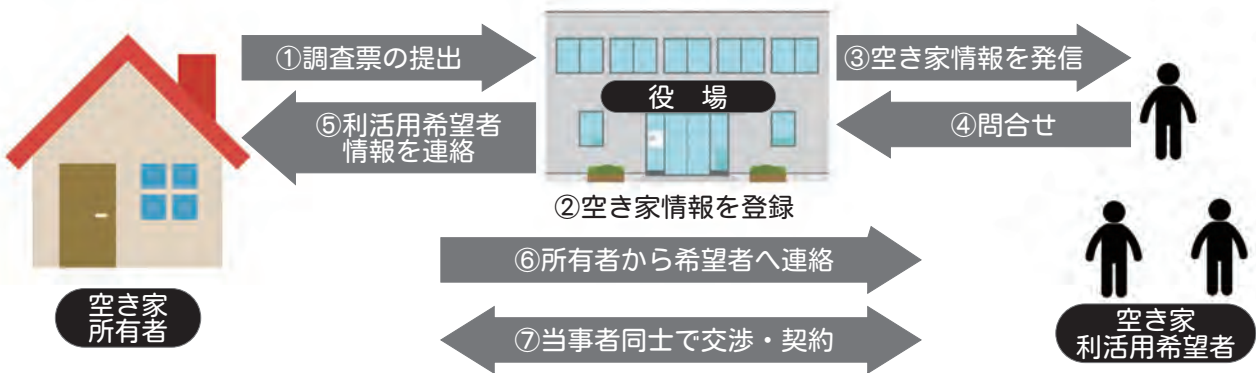 ①調査票の提出
役　場
③空き家情報を発信
⑤利活用希望者
情報を連絡
④問合せ
②空き家情報を登録
⑥所有者から希望者へ連絡
空き家
所有者
⑦当事者同士で交渉・契約
空き家
利活用希望者